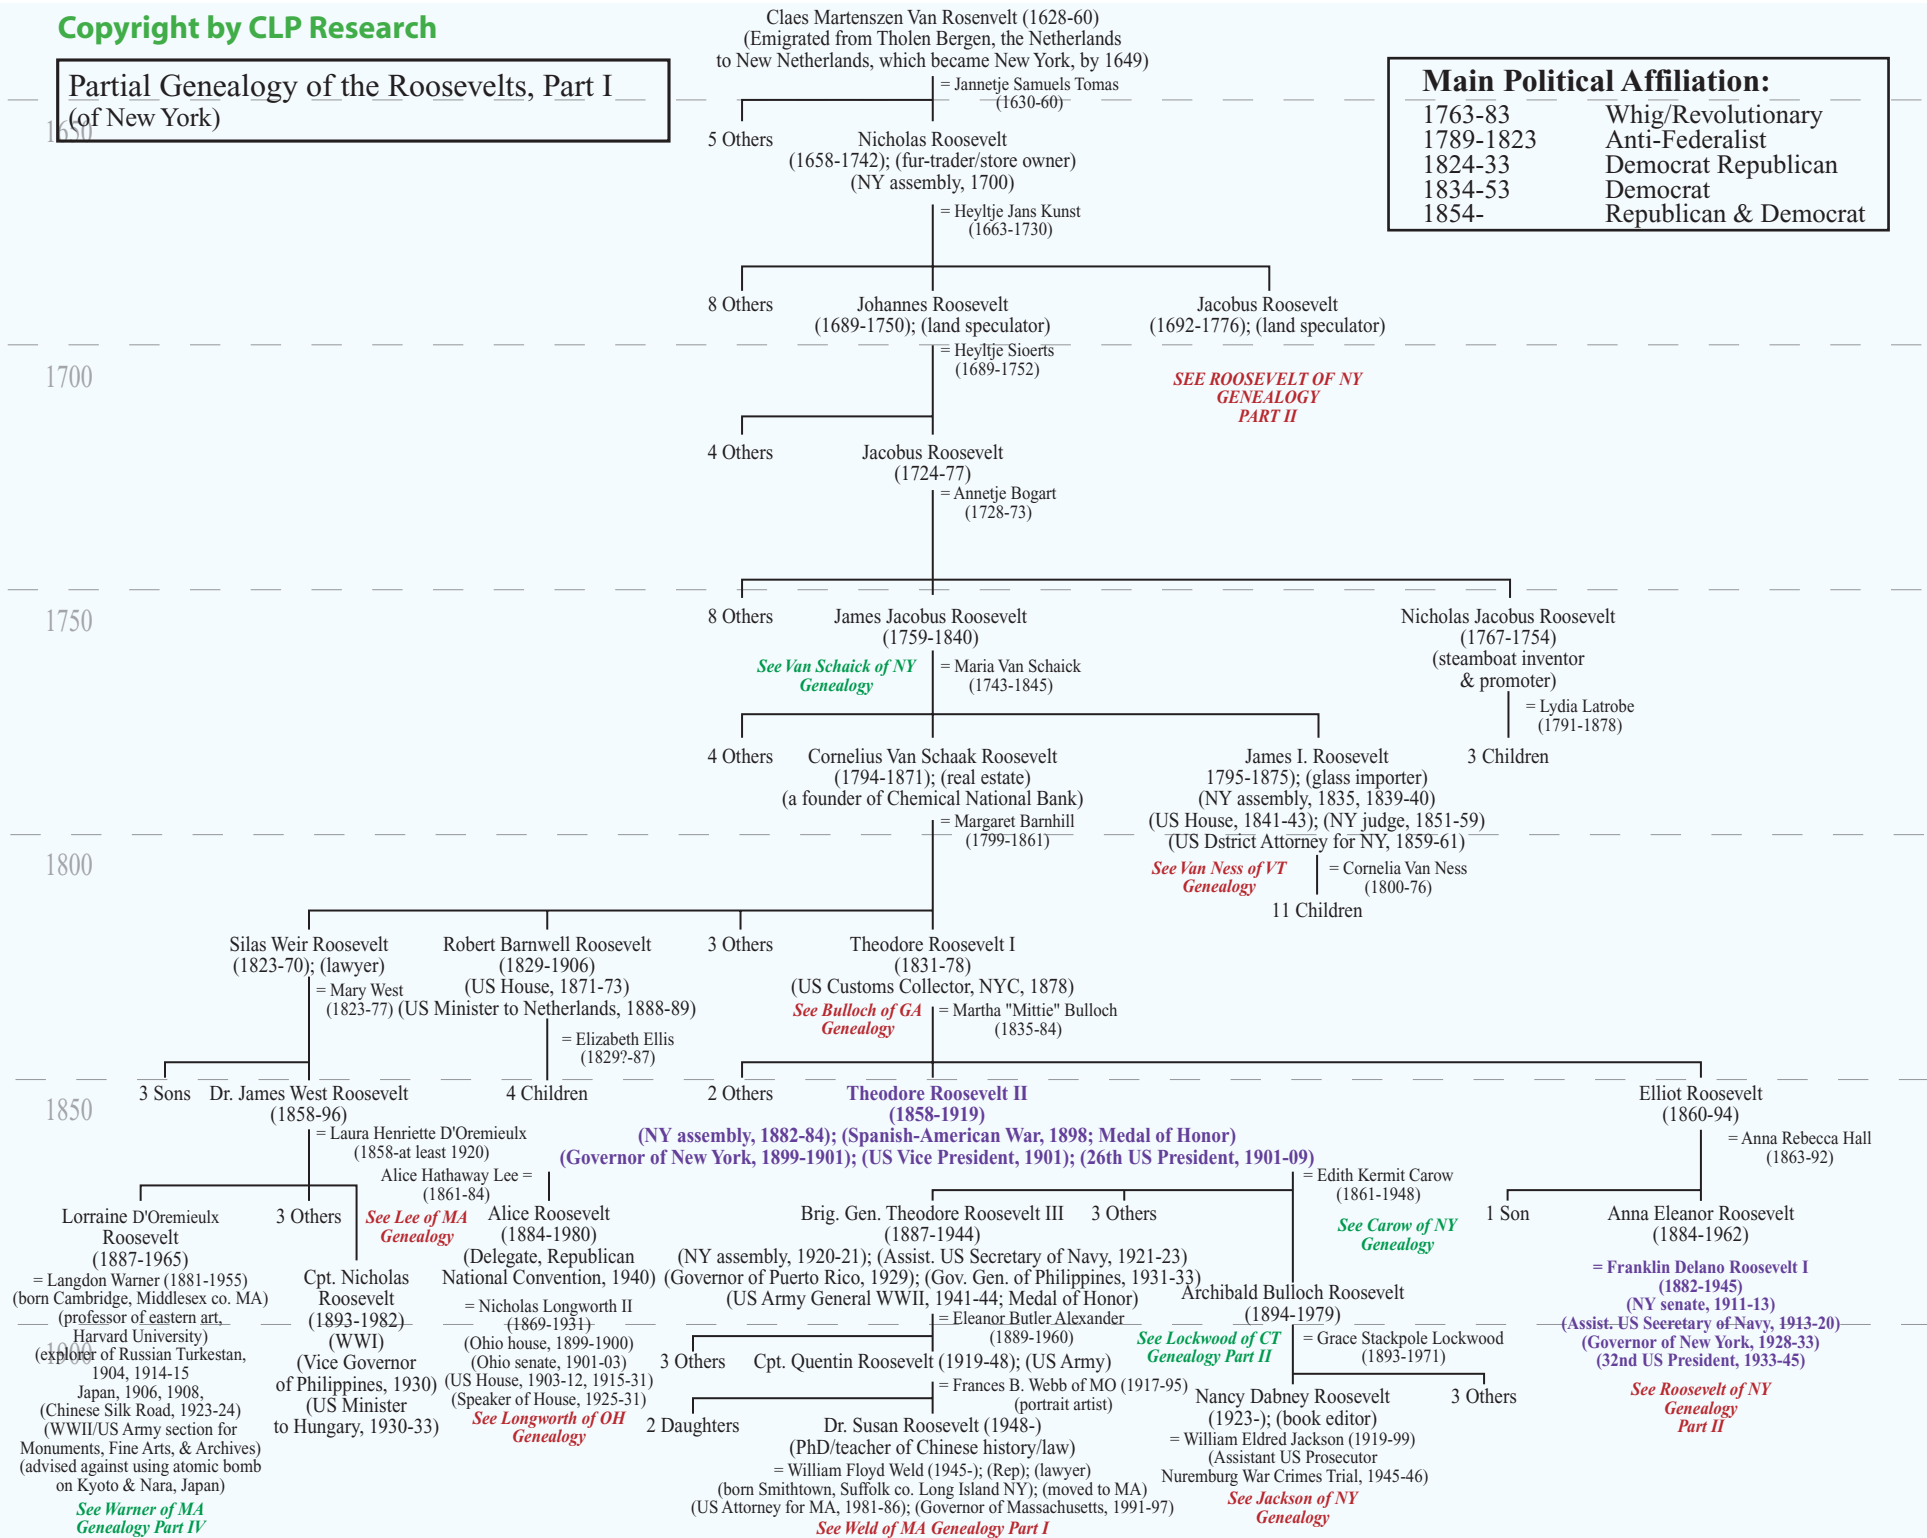 Copyright by CLP Research
Partial Genealogy of the Roosevelts, Part I
(of New York)
Main Political Affiliation:
1763-83 Whig/Revolutionary
1789-1823 Anti-Federalist
1824-33 Democrat Republican
1834-53 Democrat
1854- Republican & Democrat
Claes Martenszen Van Rosenvelt (1628-60)
(Emigrated from Tholen Bergen, the Netherlands
to New Netherlands, which became New York, by 1649)
= Jannetje Samuels Tomas
(1630-60)
1650
5 Others
Nicholas Roosevelt
(1658-1742); (fur-trader/store owner)
(NY assembly, 1700)
= Heyltje Jans Kunst
(1663-1730)
8 Others
Johannes Roosevelt
(1689-1750); (land speculator)
Jacobus Roosevelt
(1692-1776); (land speculator)
= Heyltje Sioerts
(1689-1752)
1700
SEE ROOSEVELT OF NY
GENEALOGY
PART II
4 Others
Jacobus Roosevelt
(1724-77)
= Annetje Bogart
(1728-73)
1750
8 Others
James Jacobus Roosevelt
(1759-1840)
Nicholas Jacobus Roosevelt
(1767-1754)
(steamboat inventor
& promoter)
See Van Schaick of NY
Genealogy
= Maria Van Schaick
(1743-1845)
= Lydia Latrobe
(1791-1878)
4 Others
Cornelius Van Schaak Roosevelt
(1794-1871); (real estate)
(a founder of Chemical National Bank)
James I. Roosevelt
1795-1875); (glass importer)
(NY assembly, 1835, 1839-40)
(US House, 1841-43); (NY judge, 1851-59)
(US Dstrict Attorney for NY, 1859-61)
3 Children
= Margaret Barnhill
(1799-1861)
1800
See Van Ness of VT
Genealogy
= Cornelia Van Ness
(1800-76)
11 Children
Silas Weir Roosevelt
(1823-70); (lawyer)
= Mary West
(1823-77)
Robert Barnwell Roosevelt
(1829-1906)
(US House, 1871-73)
(US Minister to Netherlands, 1888-89)
= Elizabeth Ellis
(1829?-87)
3 Others
Theodore Roosevelt I
(1831-78)
(US Customs Collector, NYC, 1878)
See Bulloch of GA
Genealogy
= Martha "Mittie" Bulloch
(1835-84)
1850
3 Sons
Dr. James West Roosevelt
(1858-96)
= Laura Henriette D'Oremieulx
(1858-at least 1920)
4 Children
2 Others
Theodore Roosevelt II
(1858-1919)
(NY assembly, 1882-84); (Spanish-American War, 1898; Medal of Honor)
(Governor of New York, 1899-1901); (US Vice President, 1901); (26th US President, 1901-09)
Elliot Roosevelt
(1860-94)
= Anna Rebecca Hall
(1863-92)
Alice Hathaway Lee =
(1861-84)
See Lee of MA
Genealogy
= Edith Kermit Carow
(1861-1948)
See Carow of NY
Genealogy
Lorraine D'Oremieulx
Roosevelt
(1887-1965)
= Langdon Warner (1881-1955)
(born Cambridge, Middlesex co. MA)
(professor of eastern art,
Harvard University)
(explorer of Russian Turkestan,
1904, 1914-15
Japan, 1906, 1908,
(Chinese Silk Road, 1923-24)
(WWII/US Army section for
Monuments, Fine Arts, & Archives)
(advised against using atomic bomb
on Kyoto & Nara, Japan)
See Warner of MA
Genealogy Part IV
1900
3 Others
Cpt. Nicholas
Roosevelt
(1893-1982)
(WWI)
(Vice Governor
of Philippines, 1930)
(US Minister
to Hungary, 1930-33)
Alice Roosevelt
(1884-1980)
(Delegate, Republican
National Convention, 1940)
= Nicholas Longworth II
(1869-1931)
(Ohio house, 1899-1900)
(Ohio senate, 1901-03)
(US House, 1903-12, 1915-31)
(Speaker of House, 1925-31)
See Longworth of OH
Genealogy
Brig. Gen. Theodore Roosevelt III
(1887-1944)
(NY assembly, 1920-21); (Assist. US Secretary of Navy, 1921-23)
(Governor of Puerto Rico, 1929); (Gov. Gen. of Philippines, 1931-33)
(US Army General WWII, 1941-44; Medal of Honor)
= Eleanor Butler Alexander
(1889-1960)
3 Others
3 Others
Cpt. Quentin Roosevelt (1919-48); (US Army)
= Frances B. Webb of MO (1917-95)
(portrait artist)
2 Daughters
Dr. Susan Roosevelt (1948-)
(PhD/teacher of Chinese history/law)
= William Floyd Weld (1945-); (Rep); (lawyer)
(born Smithtown, Suffolk co. Long Island NY); (moved to MA)
(US Attorney for MA, 1981-86); (Governor of Massachusetts, 1991-97)
See Weld of MA Genealogy Part I
Archibald Bulloch Roosevelt
(1894-1979)
See Lockwood of CT
Genealogy Part II
= Grace Stackpole Lockwood
(1893-1971)
Nancy Dabney Roosevelt
(1923-); (book editor)
= William Eldred Jackson (1919-99)
(Assistant US Prosecutor
Nuremburg War Crimes Trial, 1945-46)
See Jackson of NY
Genealogy
3 Others
1 Son
Anna Eleanor Roosevelt
(1884-1962)
= Franklin Delano Roosevelt I
(1882-1945)
(NY senate, 1911-13)
(Assist. US Secretary of Navy, 1913-20)
(Governor of New York, 1928-33)
(32nd US President, 1933-45)
See Roosevelt of NY
Genealogy
Part II